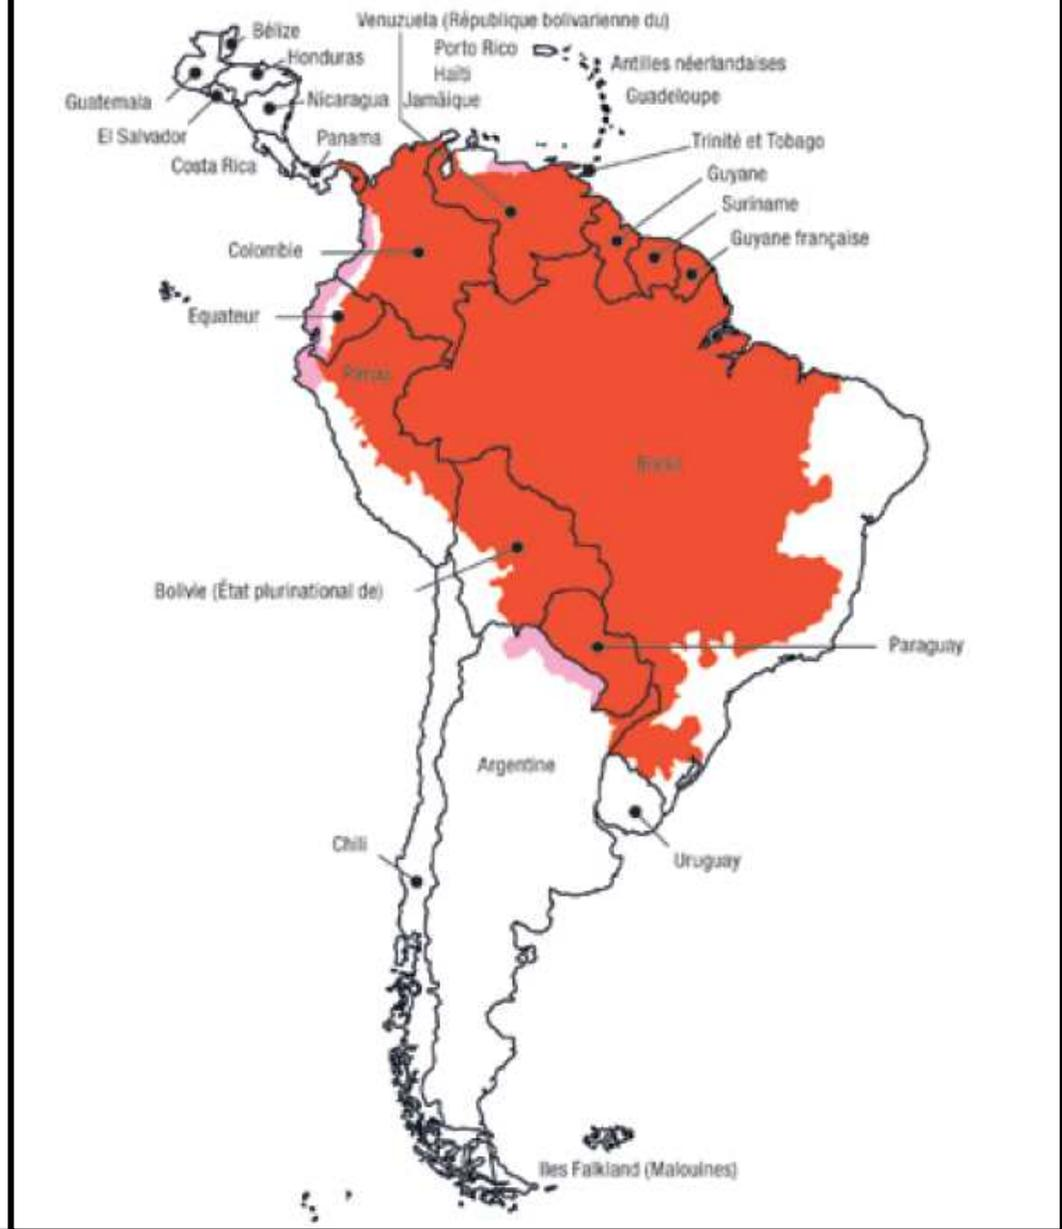 Venuzuela (République bolivarienne du)
Bélize
Porto Rico
Honduras
Haïti
Antilles néerlandaises
Guatemala
Nicaragua
Jamäique
Guadeloupe
El Salvador
Panama
Trinité et Tobago
Costa Rica
Guyane
Suriname
Colombie
Guyane française
Equateur
Pérou
Brésil
Bolivie (État plurinational de)
Paraguay
Argentine
Chili
Uruguay
Iles Falkland (Malouines)